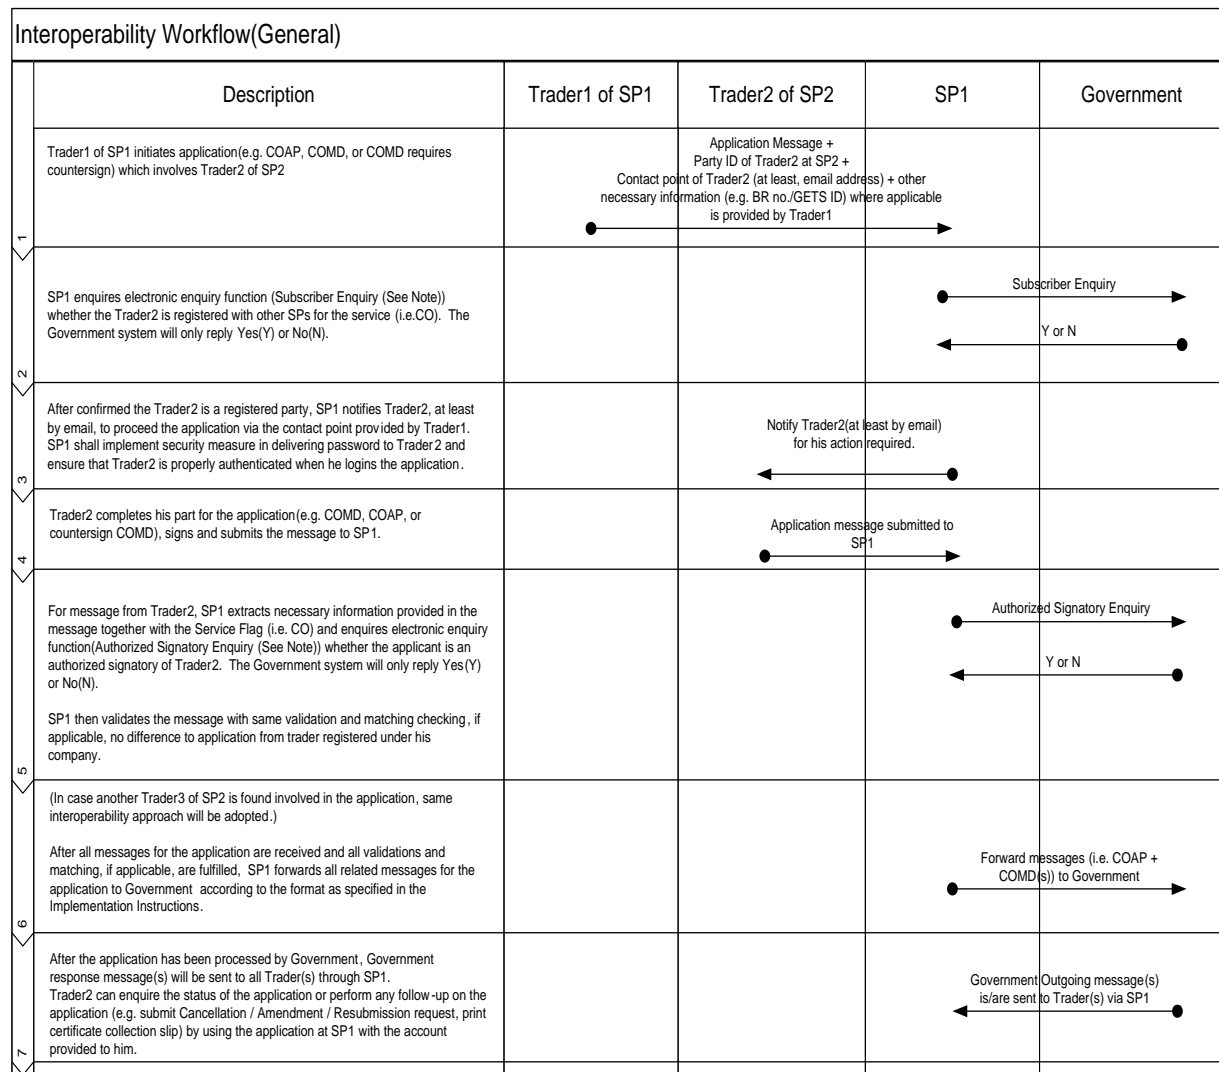 Interoperability Workflow(General)
Description
Trader1 of SP1
Trader2 of SP2
SP1
Government
1
Trader1 of SP1 initiates application(e.g. COAP, COMD, or COMD requires
countersign) which involves Trader2 of SP2
Application Message +
Party ID of Trader2 at SP2 +
Contact point of Trader2 (at least, email address) + other
necessary information (e.g. BR no./GETS ID) where applicable
is provided by Trader1
2
SP1 enquires electronic enquiry function (Subscriber Enquiry (See Note))
whether the Trader2 is registered with other SPs for the service (i.e.CO). The
Government system will only reply Yes(Y) or No(N).
Subscriber Enquiry
Y or N
3
After confirmed the Trader2 is a registered party, SP1 notifies Trader2, at least
by email, to proceed the application via the contact point provided by Trader1.
SP1 shall implement security measure in delivering password to Trader2 and
ensure that Trader2 is properly authenticated when he logins the application.
Notify Trader2(at least by email)
for his action required.
4
Trader2 completes his part for the application(e.g. COMD, COAP, or
countersign COMD), signs and submits the message to SP1.
Application message submitted to
SP1
5
For message from Trader2, SP1 extracts necessary information provided in the
message together with the Service Flag (i.e. CO) and enquires electronic enquiry
function(Authorized Signatory Enquiry (See Note)) whether the applicant is an
authorized signatory of Trader2. The Government system will only reply Yes(Y)
or No(N).
SP1 then validates the message with same validation and matching checking, if
applicable, no difference to application from trader registered under his
company.
Authorized Signatory Enquiry
Y or N
6
(In case another Trader3 of SP2 is found involved in the application, same
interoperability approach will be adopted.)
After all messages for the application are received and all validations and
matching, if applicable, are fulfilled, SP1 forwards all related messages for the
application to Government according to the format as specified in the
Implementation Instructions.
Forward messages (i.e. COAP +
COMD(s)) to Government
7
After the application has been processed by Government, Government
response message(s) will be sent to all Trader(s) through SP1.
Trader2 can enquire the status of the application or perform any follow-up on the
application (e.g. submit Cancellation / Amendment / Resubmission request, print
certificate collection slip) by using the application at SP1 with the account
provided to him.
Government Outgoing message(s)
is/are sent to Trader(s) via SP1